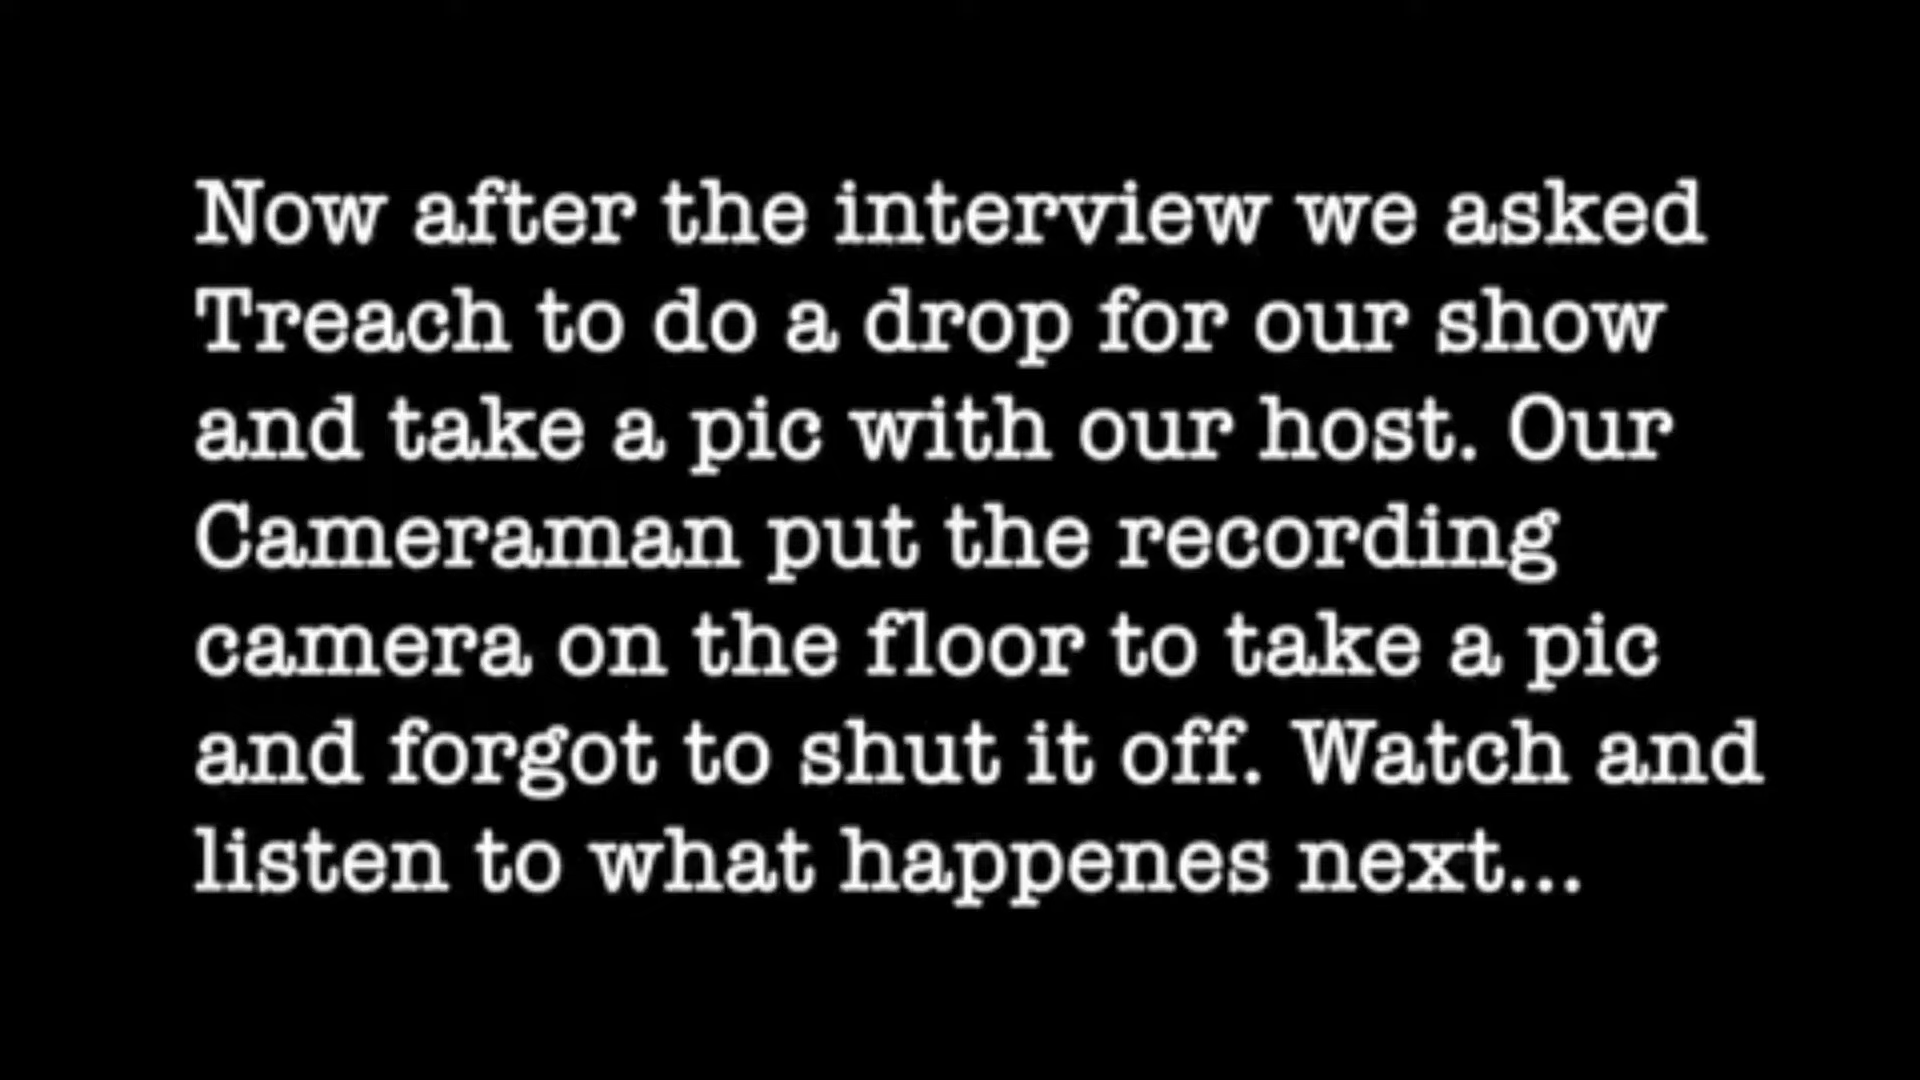 Now after the interview we asked
Treach to do a drop for our show
and take a pic with our host. Our
Cameraman put the recording
camera on the floor to take a pic
and forgot to shut it off. Watch and
listen to what happenes next...